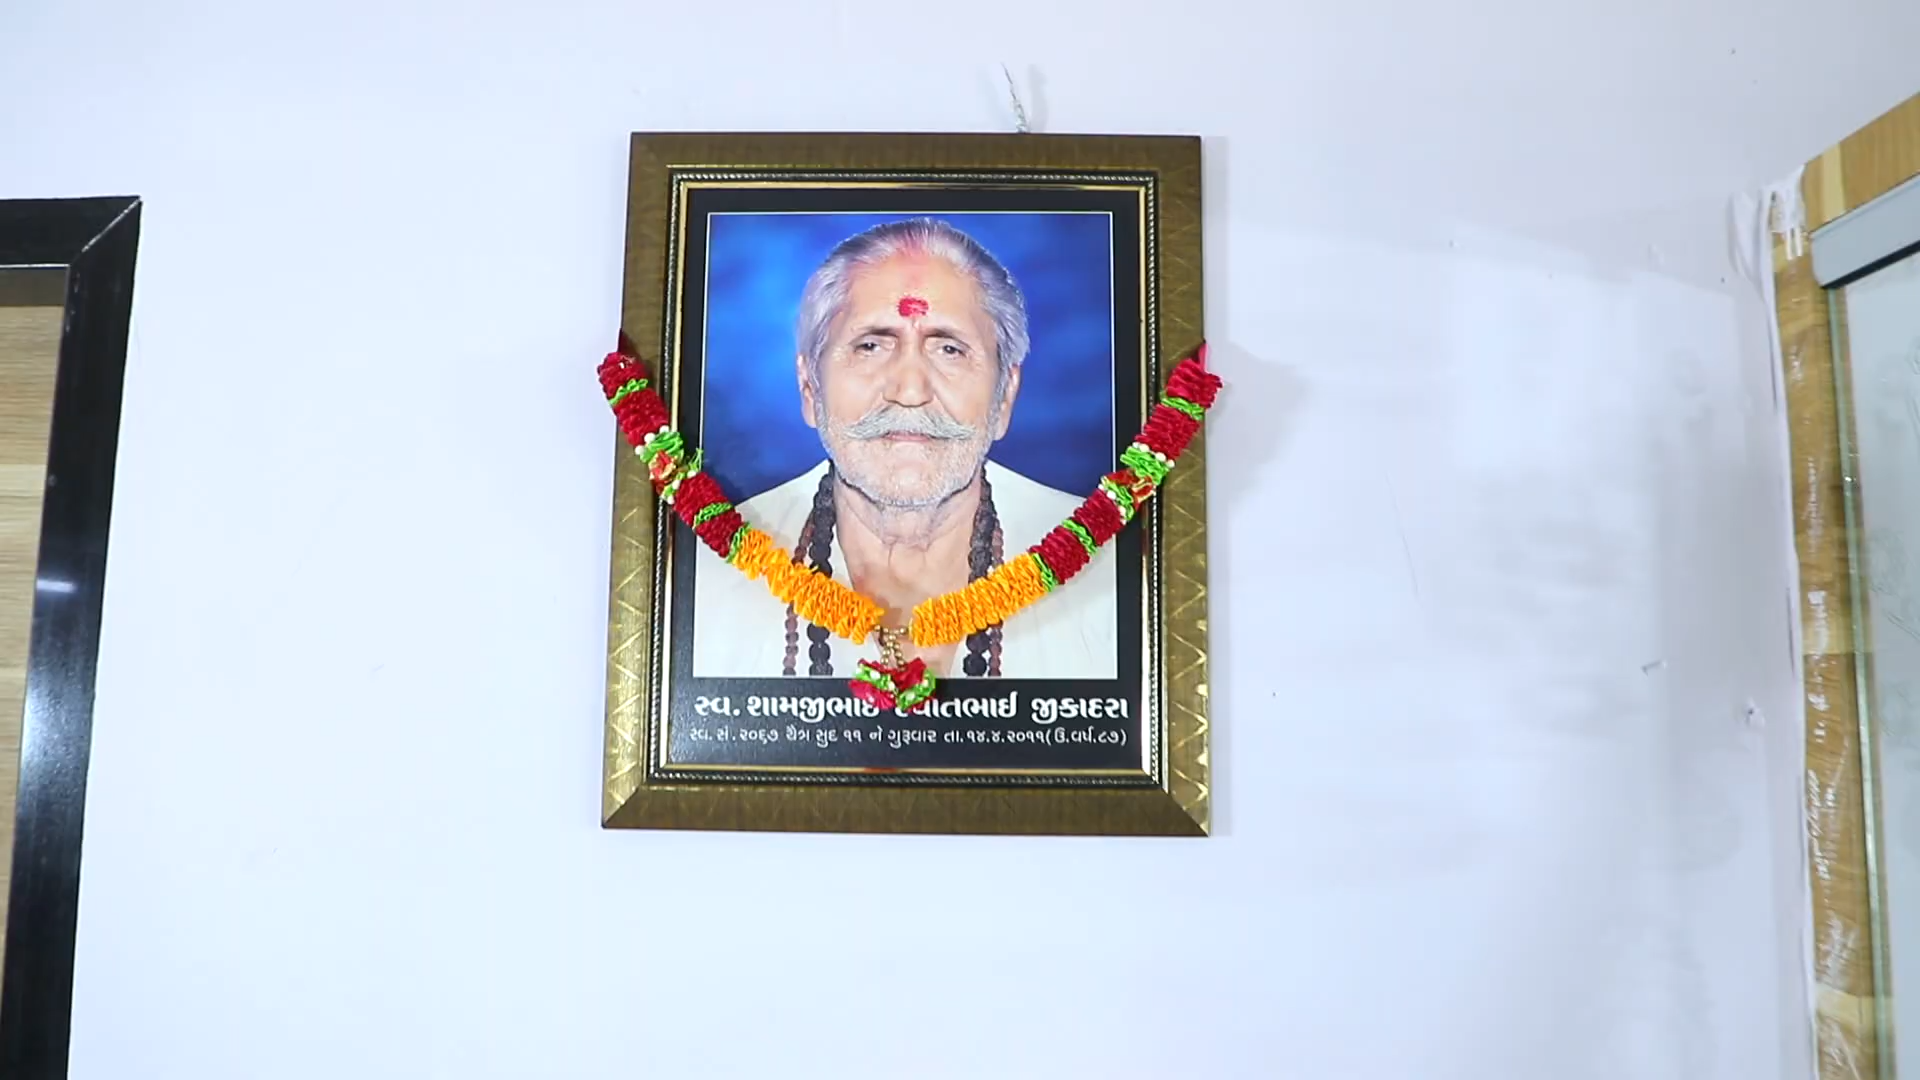 સ્વ. શામજીભાઈ જીકાદરા
સ્વ. સં. ૨૦૬૭ ચૈત્ર સુદ ૧૧ ને ગુરૂવાર તા. ૧૪.૪.૨૦૧૧ (ઉ.વર્ષ.૮૭)